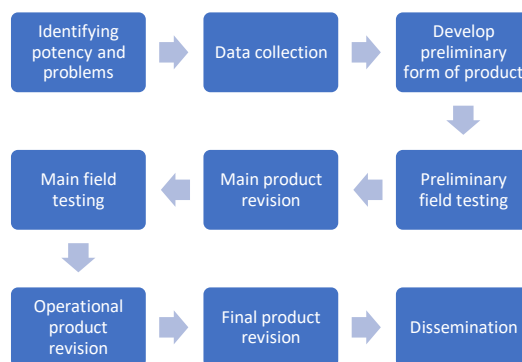 Identifying
potency and
problems
Data collection
Develop
preliminary
form of product
Preliminary
field testing
Main product
revision
Main field
testing
Operational
product
revision
Final product
revision
Dissemination